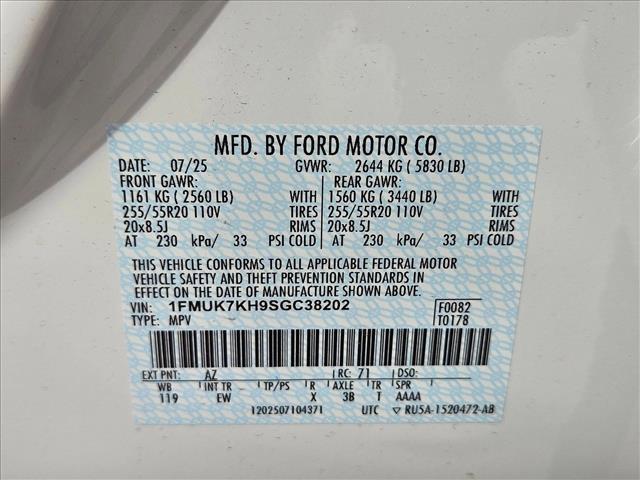 MFD. BY FORD MOTOR CO.
DATE: 07/25 GVWR: 2644 KG ( 5830 LB)
FRONT GAWR: REAR GAWR:
1161 KG ( 2560 LB) WITH 1560 KG ( 3440 LB) WITH
255/55R20 110V TIRES 255/55R20 110V TIRES
20x8.5J RIMS 20x8.5J RIMS
AT 230 kPa/ 33 PSI COLD AT 230 kPa/ 33 PSI COLD
THIS VEHICLE CONFORMS TO ALL APPLICABLE FEDERAL MOTOR
VEHICLE SAFETY AND THEFT PREVENTION STANDARDS IN
EFFECT ON THE DATE OF MANUFACTURE SHOWN ABOVE.
VIN: 1FMUK7KH9SGC38202 F0082
TYPE: MPV T0178
EXT PNT: AZ RC: 71 DSO:
WB INT TR TP/PS R AXLE TR SPR
119 EW X 3B T AAAA
1202507104371 UTC ▽ RU5A-1520472-AB